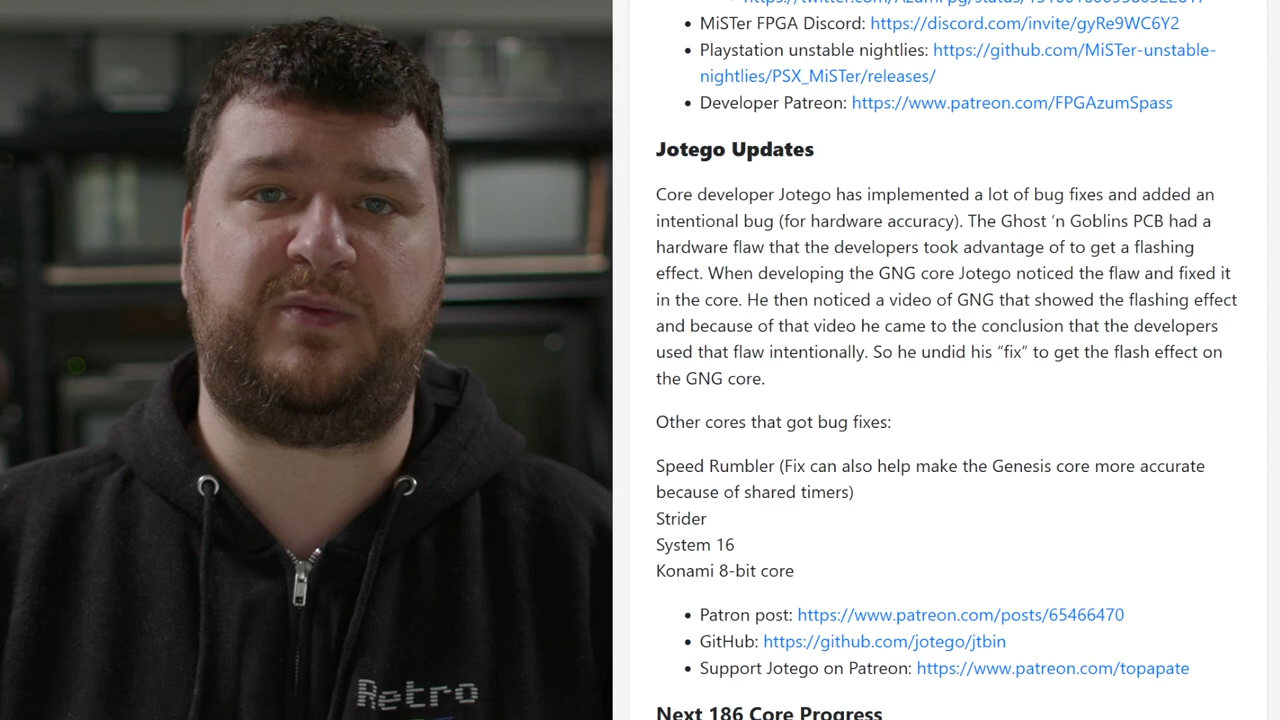 MiSTer FPGA Discord: https://discord.com/invite/gyRe9WC6Y2
Playstation unstable nightlies: https://github.com/MiSTer-unstable-
nightlies/PSX_MiSTer/releases/
Developer Patreon: https://www.patreon.com/FPGAzumSpass
Jotego Updates
Core developer Jotego has implemented a lot of bug fixes and added an
intentional bug (for hardware accuracy). The Ghost ‘n Goblins PCB had a
hardware flaw that the developers took advantage of to get a flashing
effect. When developing the GNG core Jotego noticed the flaw and fixed it
in the core. He then noticed a video of GNG that showed the flashing effect
and because of that video he came to the conclusion that the developers
used that flaw intentionally. So he undid his “fix” to get the flash effect on
the GNG core.
Other cores that got bug fixes:
Speed Rumbler (Fix can also help make the Genesis core more accurate
because of shared timers)
Strider
System 16
Konami 8-bit core
Patron post: https://www.patreon.com/posts/65466470
GitHub: https://github.com/jotego/jtbin
Support Jotego on Patreon: https://www.patreon.com/topapate
Next 186 Core Progress
Retro